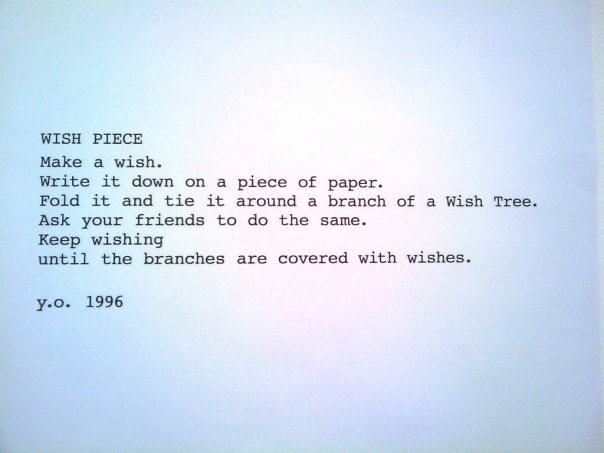 WISH PIECE
Make a wish.
Write it down on a piece of paper.
Fold it and tie it around a branch of a Wish Tree.
Ask your friends to do the same.
Keep wishing
until the branches are covered with wishes.
y.o. 1996